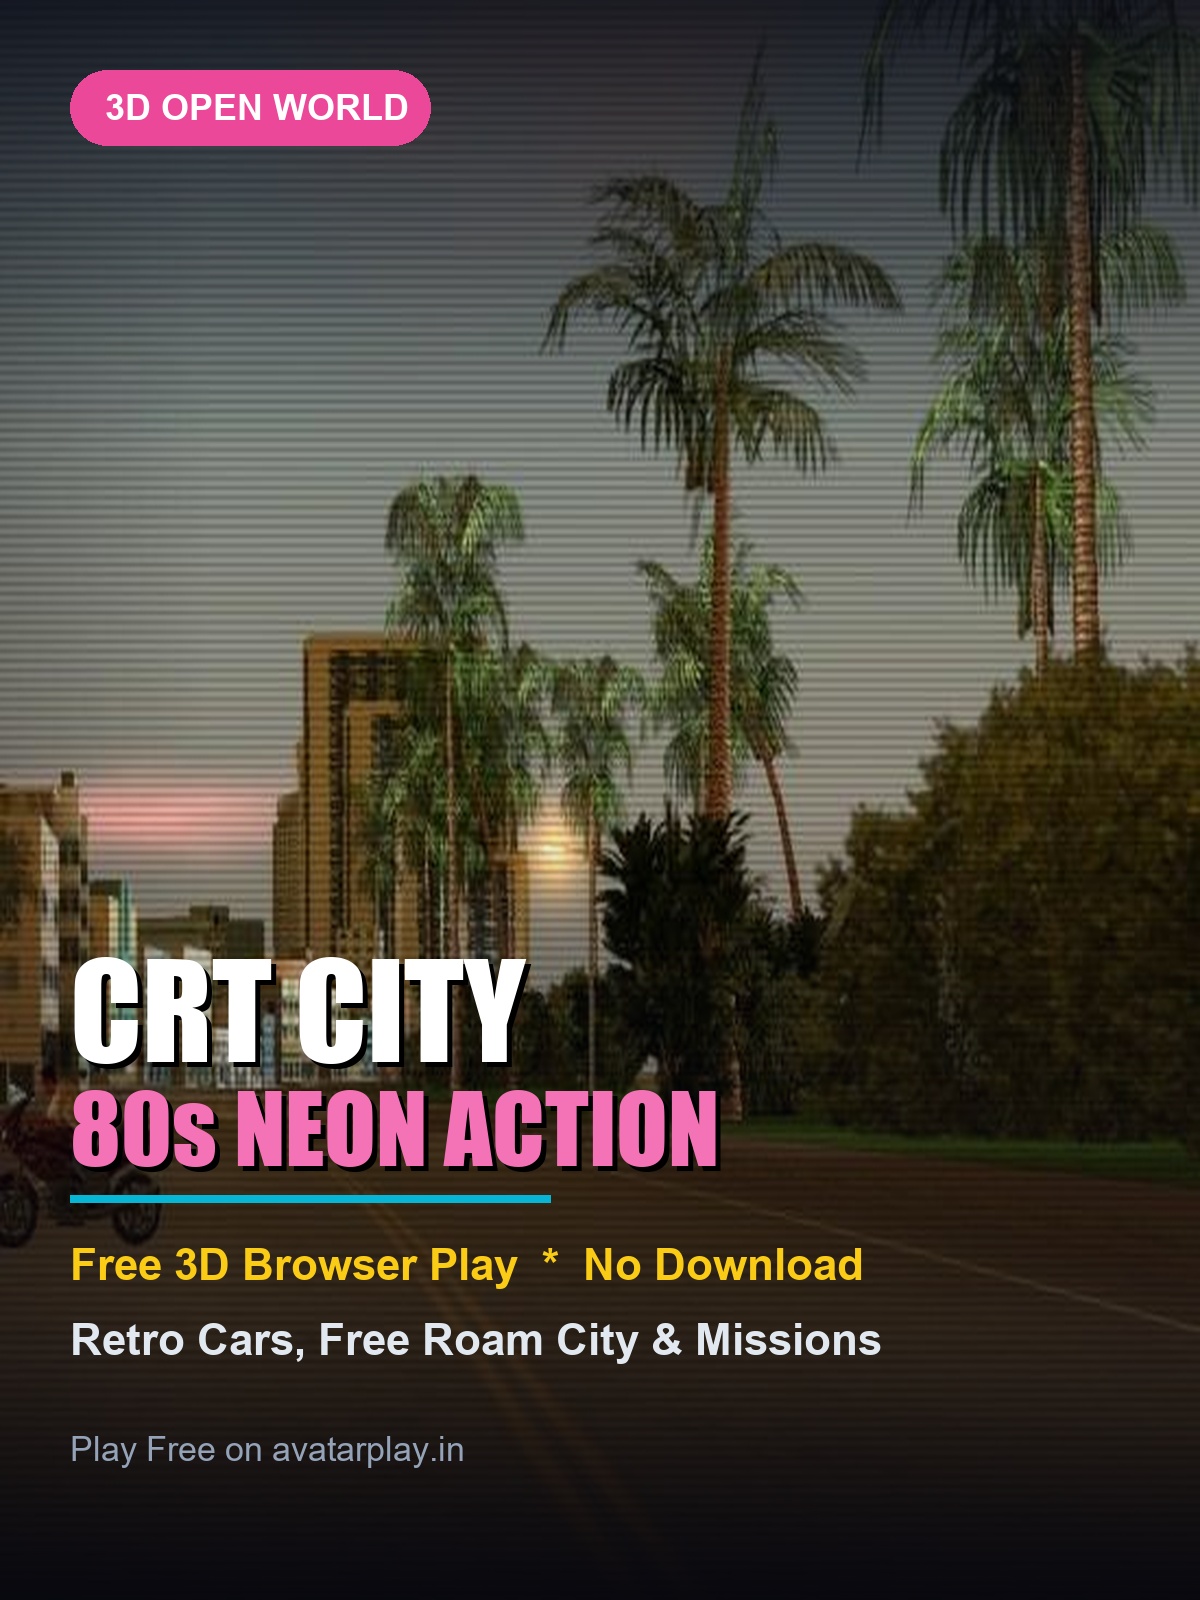 3D OPEN WORLD
CRT CITY
80s NEON ACTION
Free 3D Browser Play * No Download
Retro Cars, Free Roam City & Missions
Play Free on avatarplay.in